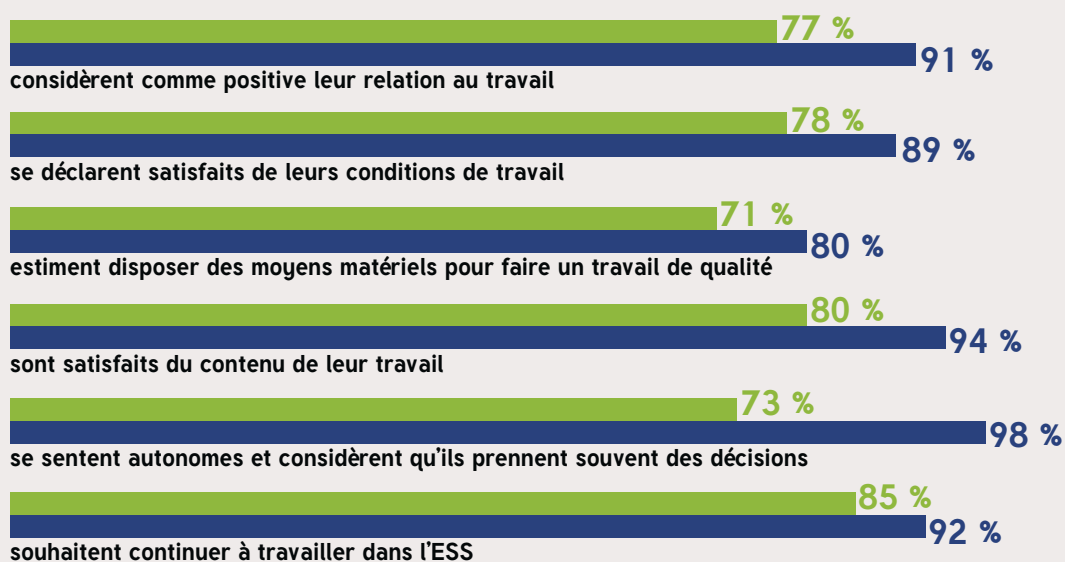 77 %
91 %
considèrent comme positive leur relation au travail
78 %
89 %
se déclarent satisfaits de leurs conditions de travail
71 %
80 %
estiment disposer des moyens matériels pour faire un travail de qualité
80 %
94 %
sont satisfaits du contenu de leur travail
73 %
98 %
se sentent autonomes et considèrent qu'ils prennent souvent des décisions
85 %
92 %
souhaitent continuer à travailler dans l'ESS